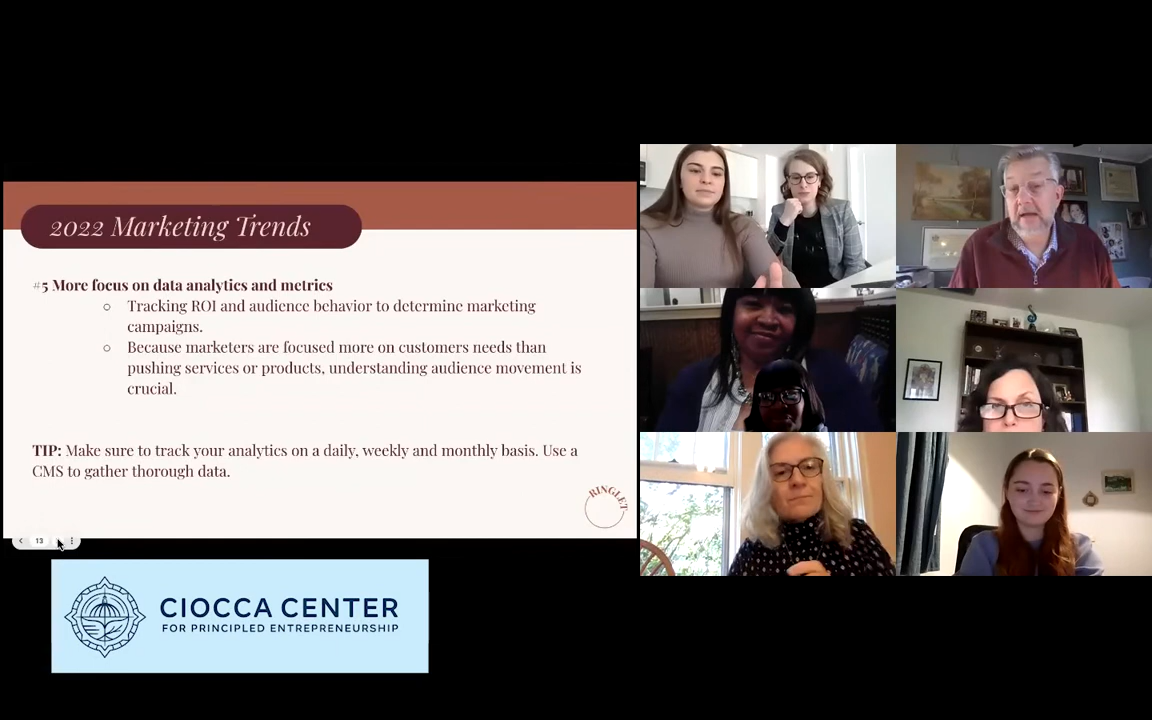 2022 Marketing Trends
#5 More focus on data analytics and metrics
Tracking ROI and audience behavior to determine marketing
campaigns.
Because marketers are focused more on customers needs than
pushing services or products, understanding audience movement is
crucial.
TIP: Make sure to track your analytics on a daily, weekly and monthly basis. Use a
CMS to gather thorough data.
RINGLET
13
CIOCCA CENTER
FOR PRINCIPLED ENTREPRENEURSHIP